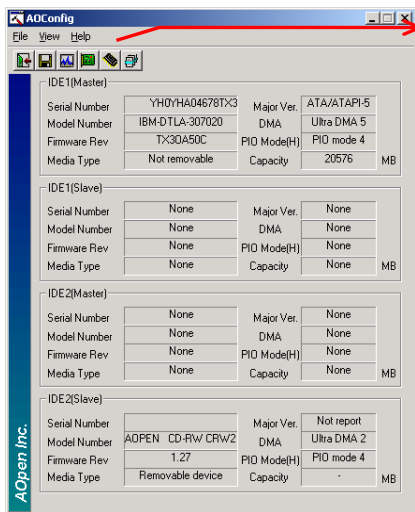 AOConfig
File View Help
IDE1(Master)
Serial Number YH0YHA04678TX3 Major Ver. ATA/ATAPI-5
Model Number IBM-DTLA-307020 DMA Ultra DMA 5
Firmware Rev TX3OA50C PIO Mode(H) PIO mode 4
Media Type Not removable Capacity 20576 MB
IDE1(Slave)
Serial Number None Major Ver. None
Model Number None DMA None
Firmware Rev None PIO Mode(H) None
Media Type None Capacity None MB
IDE2(Master)
Serial Number None Major Ver. None
Model Number None DMA None
Firmware Rev None PIO Mode(H) None
Media Type None Capacity None MB
IDE2(Slave)
Serial Number Major Ver. Not report
Model Number AOPEN CD-RW CRW2 DMA Ultra DMA 2
Firmware Rev 1.27 PIO Mode(H) PIO mode 4
Media Type Removable device Capacity - MB
AOpen Inc.